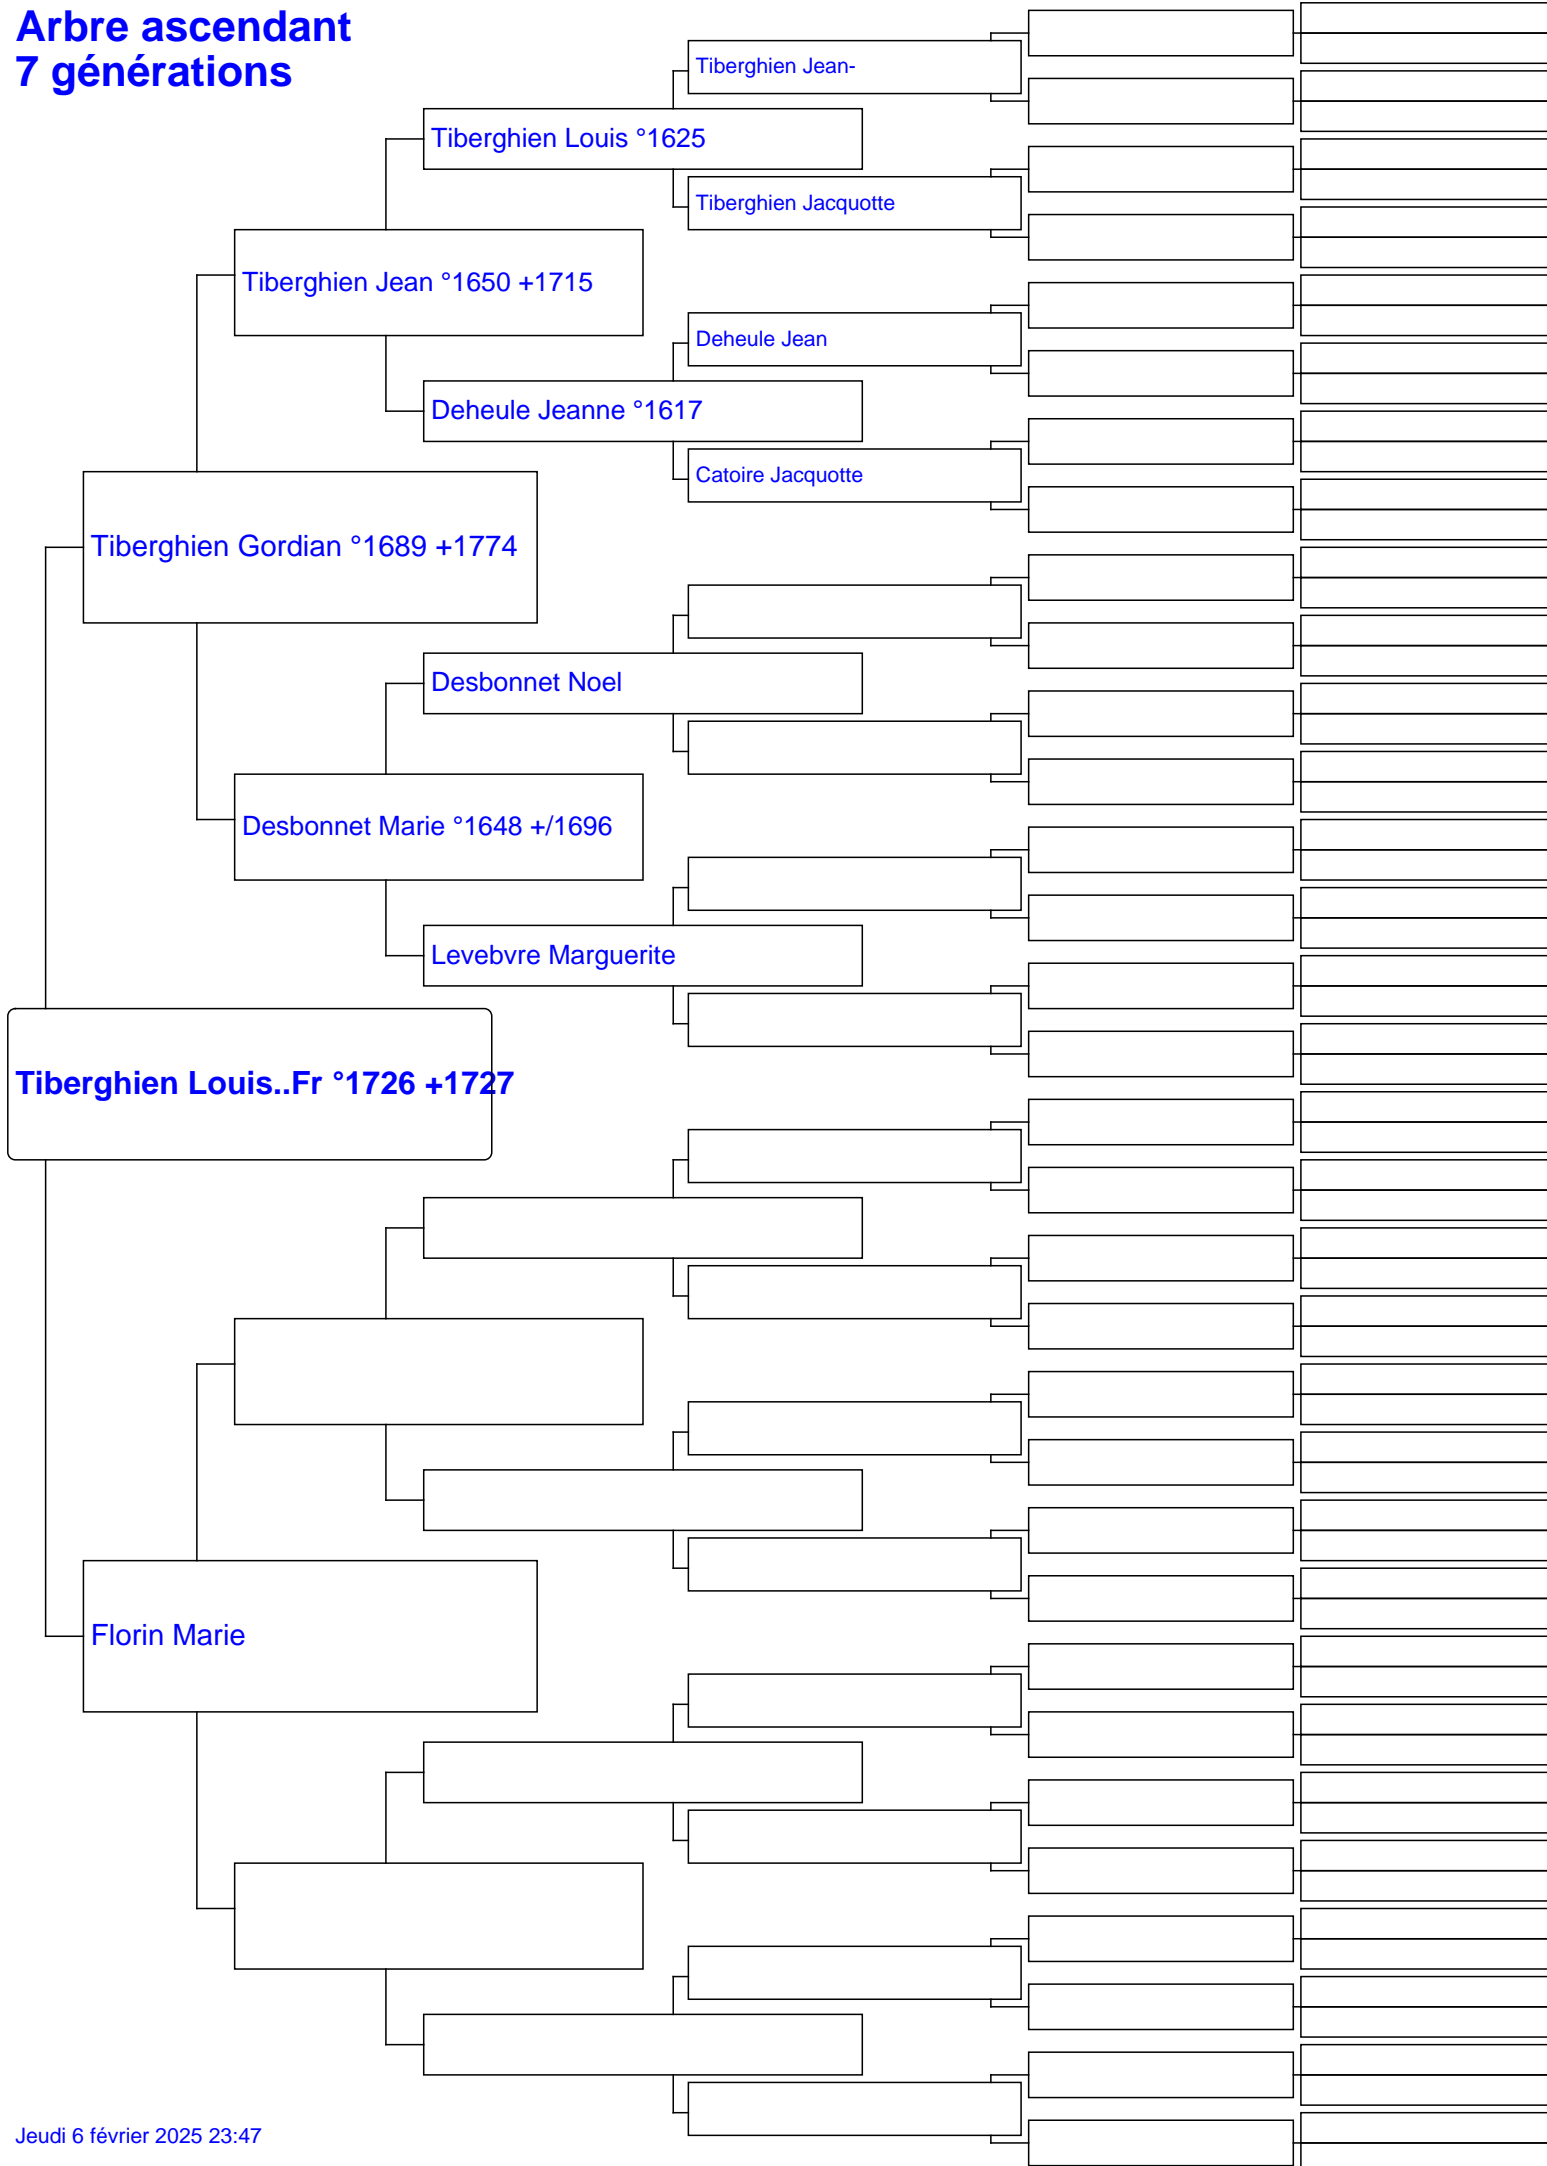 Arbre ascendant
7 générations
Tiberghien Jean-
Tiberghien Louis °1625
Tiberghien Jacquotte
Tiberghien Jean °1650 +1715
Deheule Jean
Deheule Jeanne °1617
Catoire Jacquotte
Tiberghien Gordian °1689 +1774
Desbonnet Noel
Desbonnet Marie °1648 +/1696
Levebvre Marguerite
Tiberghien Louis..Fr °1726 +1727
Florin Marie
Jeudi 6 février 2025 23:47